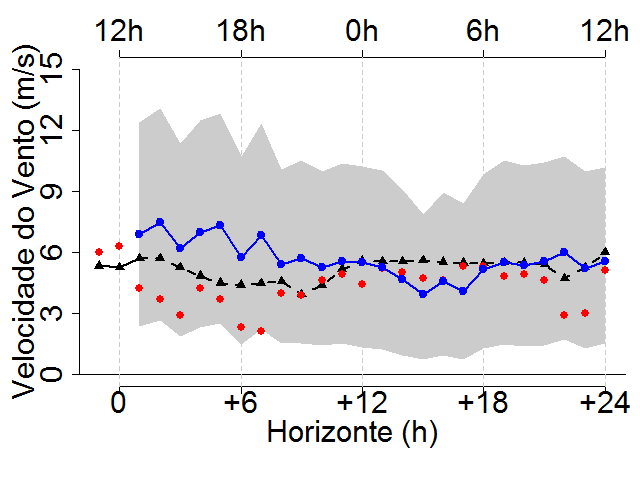 12h 18h 0h 6h 12h
Velocidade do Vento (m/s)
15
12
9
6
3
0
0 +6 +12 +18 +24
Horizonte (h)